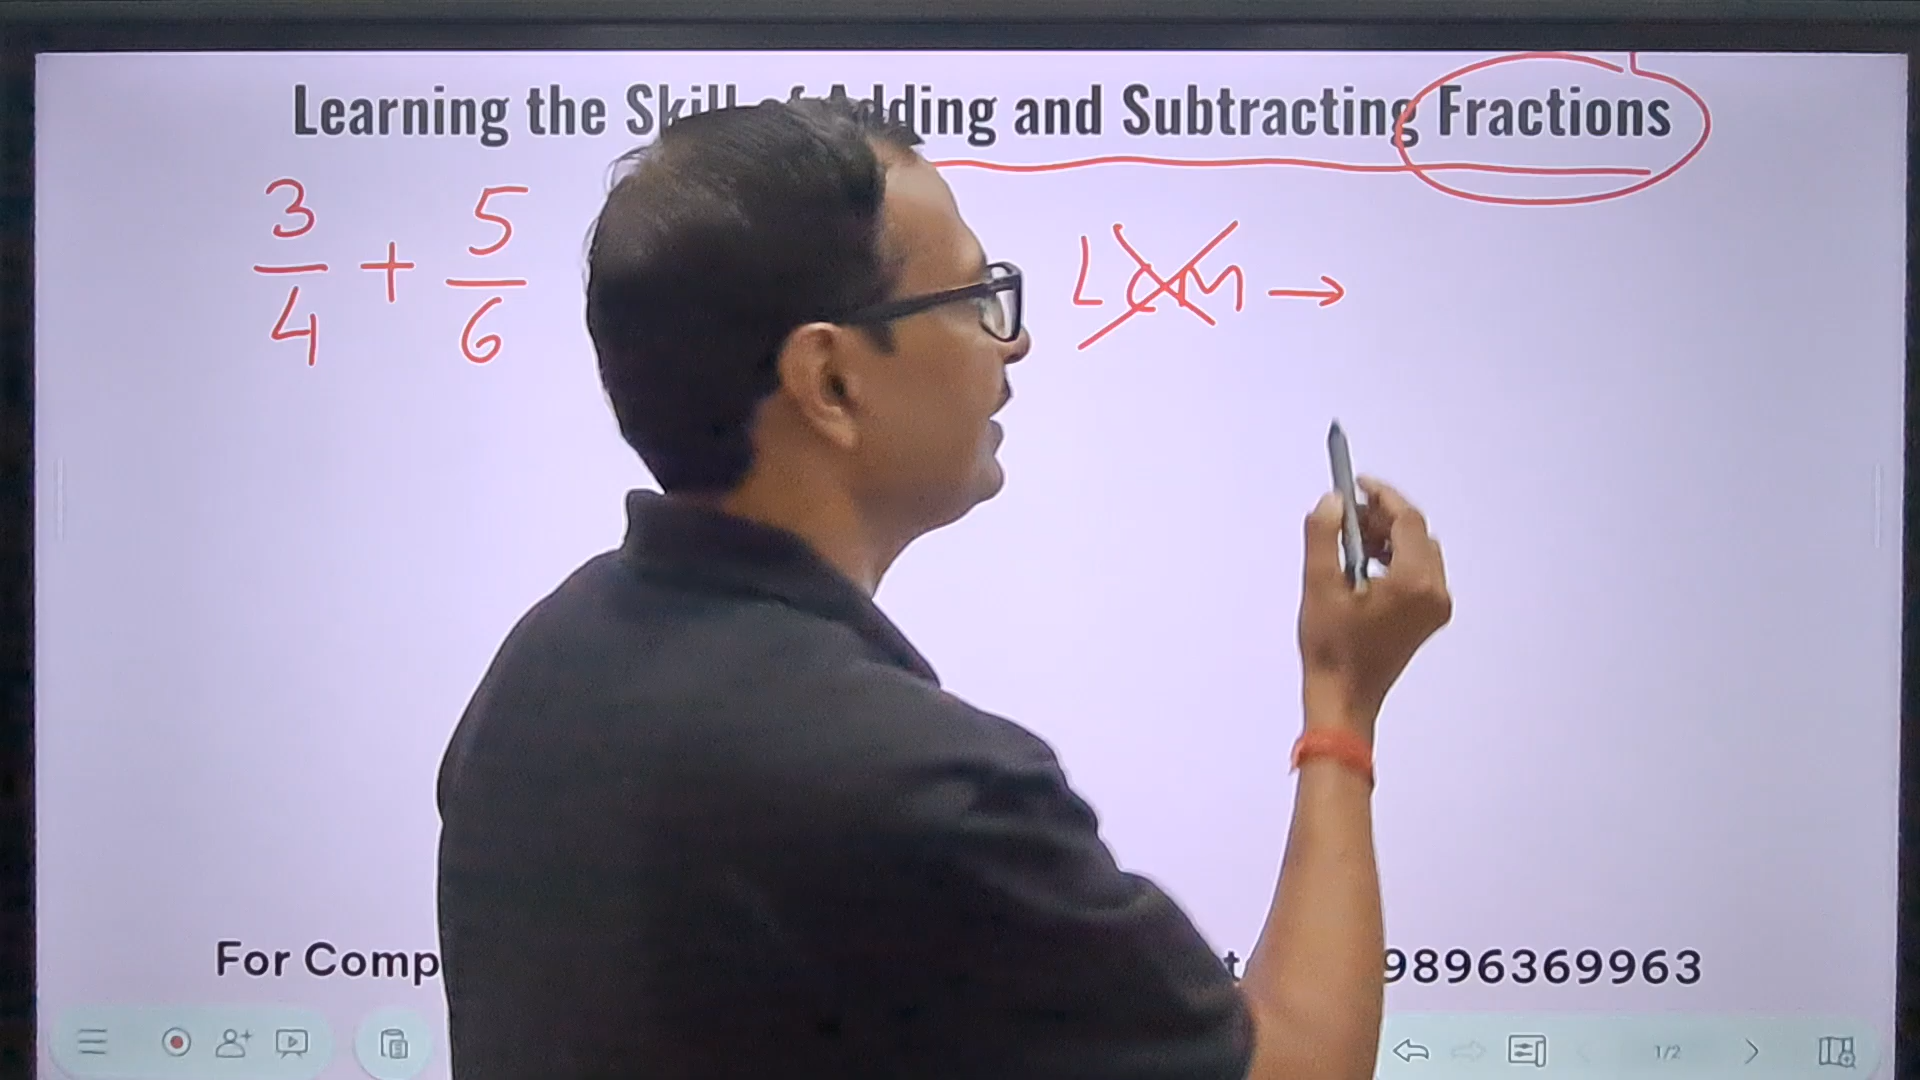 Learning the Skill of Adding and Subtracting Fractions
3/4 + 5/6
LCM →
For Comp 9896369963
1/2